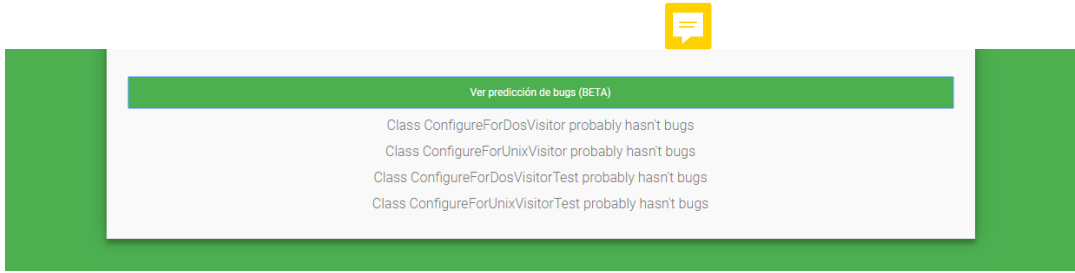 Ver predicción de bugs (BETA)
Class ConfigureForDosVisitor probably hasn't bugs
Class ConfigureForUnixVisitor probably hasn't bugs
Class ConfigureForDosVisitorTest probably hasn't bugs
Class ConfigureForUnixVisitorTest probably hasn't bugs